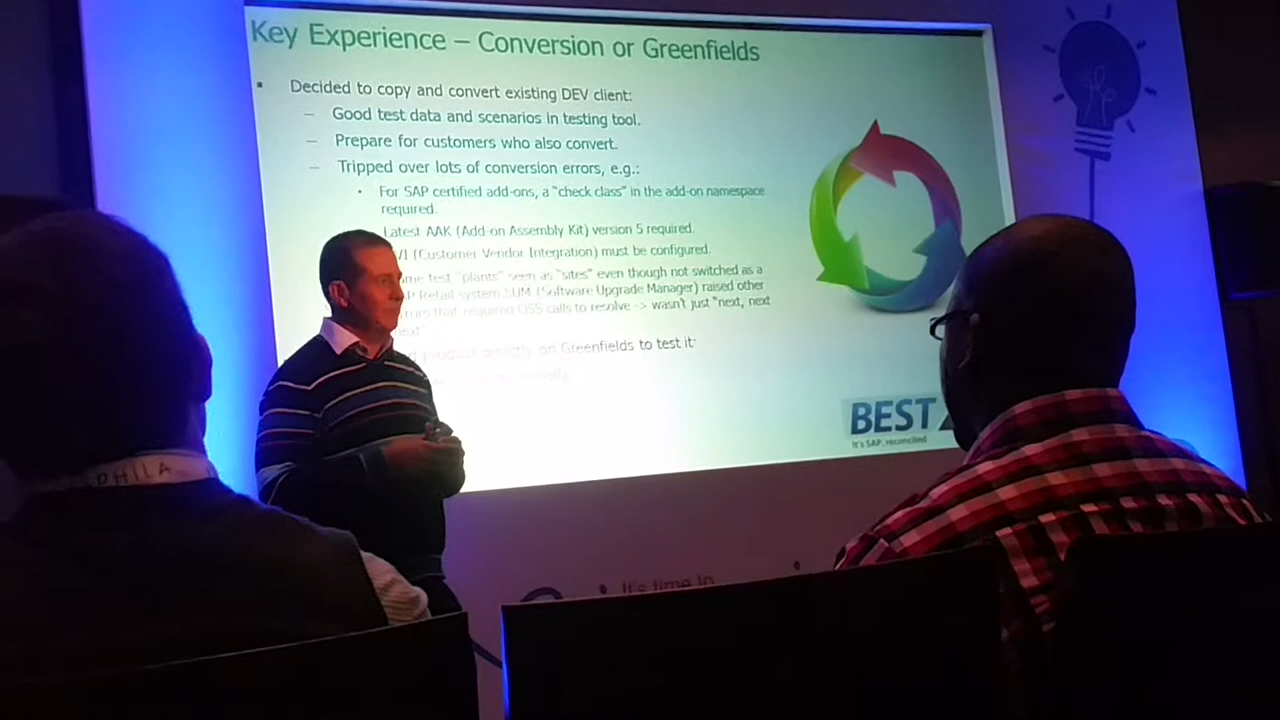 Key Experience – Conversion or Greenfields
▪ Decided to copy and convert existing DEV client:
– Good test data and scenarios in testing tool.
– Prepare for customers who also convert.
– Tripped over lots of conversion errors, e.g.:
• For SAP certified add-ons, a "check class" in the add-on namespace
required.
Latest AAK (Add-on Assembly Kit) version 5 required.
(Customer Vendor Integration) must be configured.
test "plants" seen as "sites" even though not switched as a
Retail system. SUM (Software Upgrade Manager) raised other
that required OSS calls to resolve -> wasn't just "next, next
product directly on Greenfields to test it
BEST
It's SAP, reconciled
PHILA
It's time to